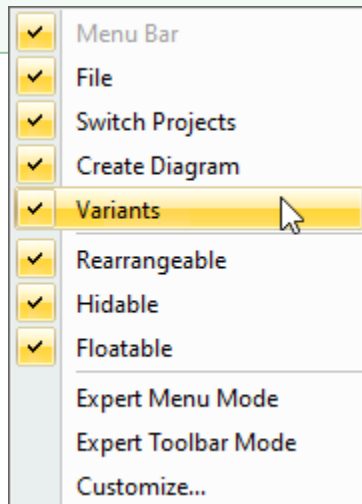 Menu Bar
File
Switch Projects
Create Diagram
Variants
Rearrangeable
Hidable
Floatable
Expert Menu Mode
Expert Toolbar Mode
Customize...